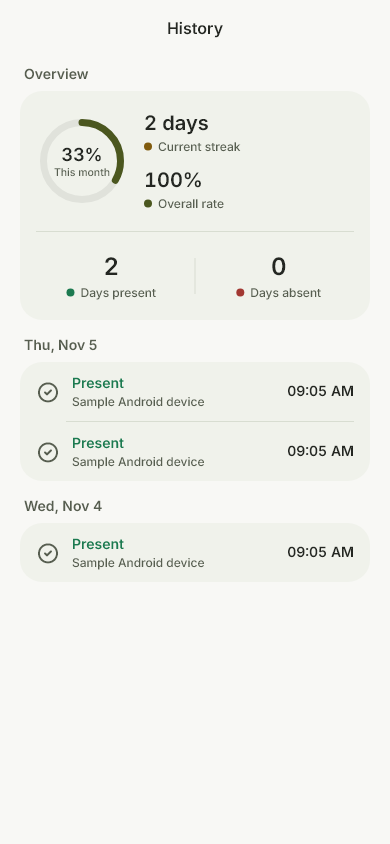 History
Overview
33%
This month
2 days
Current streak
100%
Overall rate
2
Days present
0
Days absent
Thu, Nov 5
Present
Sample Android device
09:05 AM
Present
Sample Android device
09:05 AM
Wed, Nov 4
Present
Sample Android device
09:05 AM